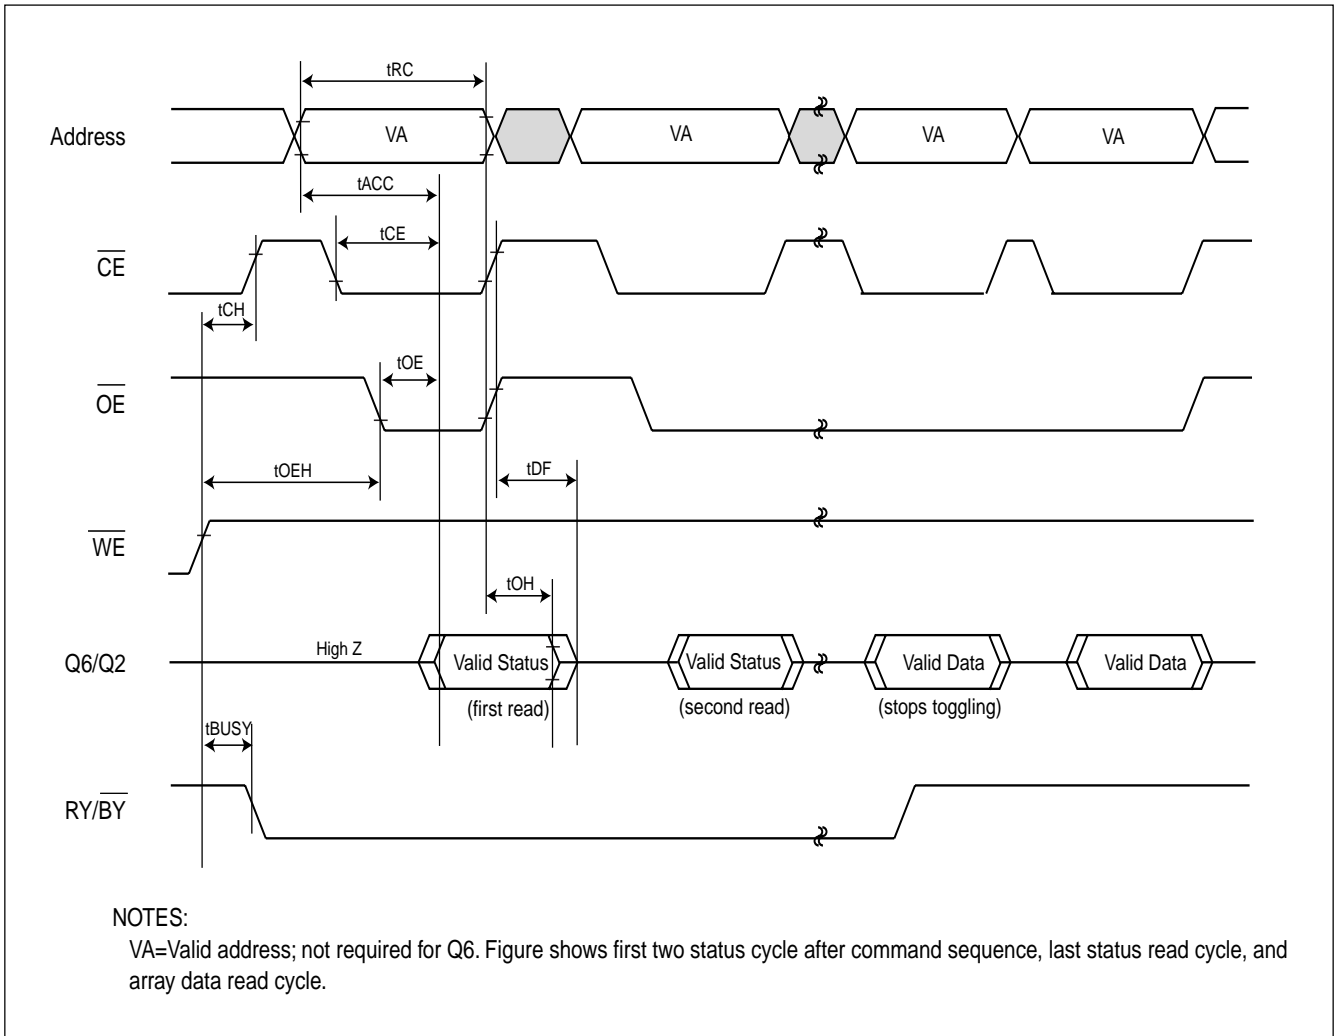 tRC
Address
VA
VA
VA
VA
tACC
tCE
CE
tCH
tOE
OE
tOEH
tDF
WE
tOH
High Z
Q6/Q2
Valid Status
Valid Status
Valid Data
Valid Data
(first read)
(second read)
(stops toggling)
tBUSY
RY/BY
NOTES:
VA=Valid address; not required for Q6. Figure shows first two status cycle after command sequence, last status read cycle, and
array data read cycle.